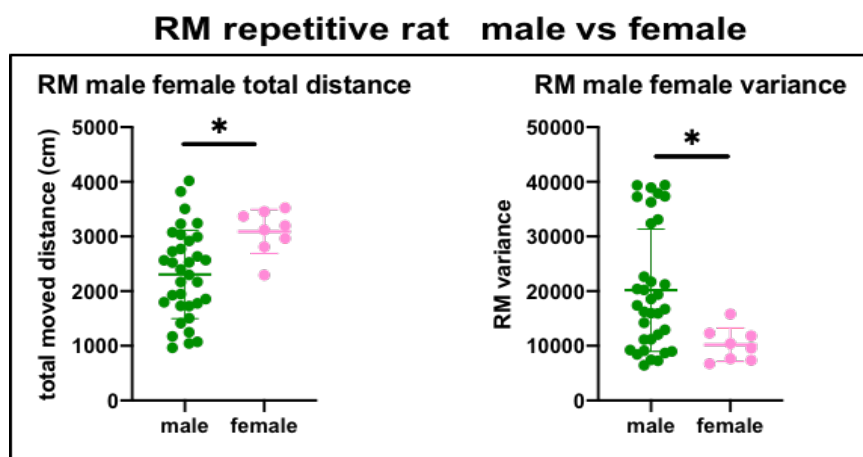 RM repetitive rat male vs female
RM male female total distance
total moved distance (cm)
5000
4000
3000
2000
1000
0
*
male female
RM male female variance
RM variance
50000
40000
30000
20000
10000
0
*
male female